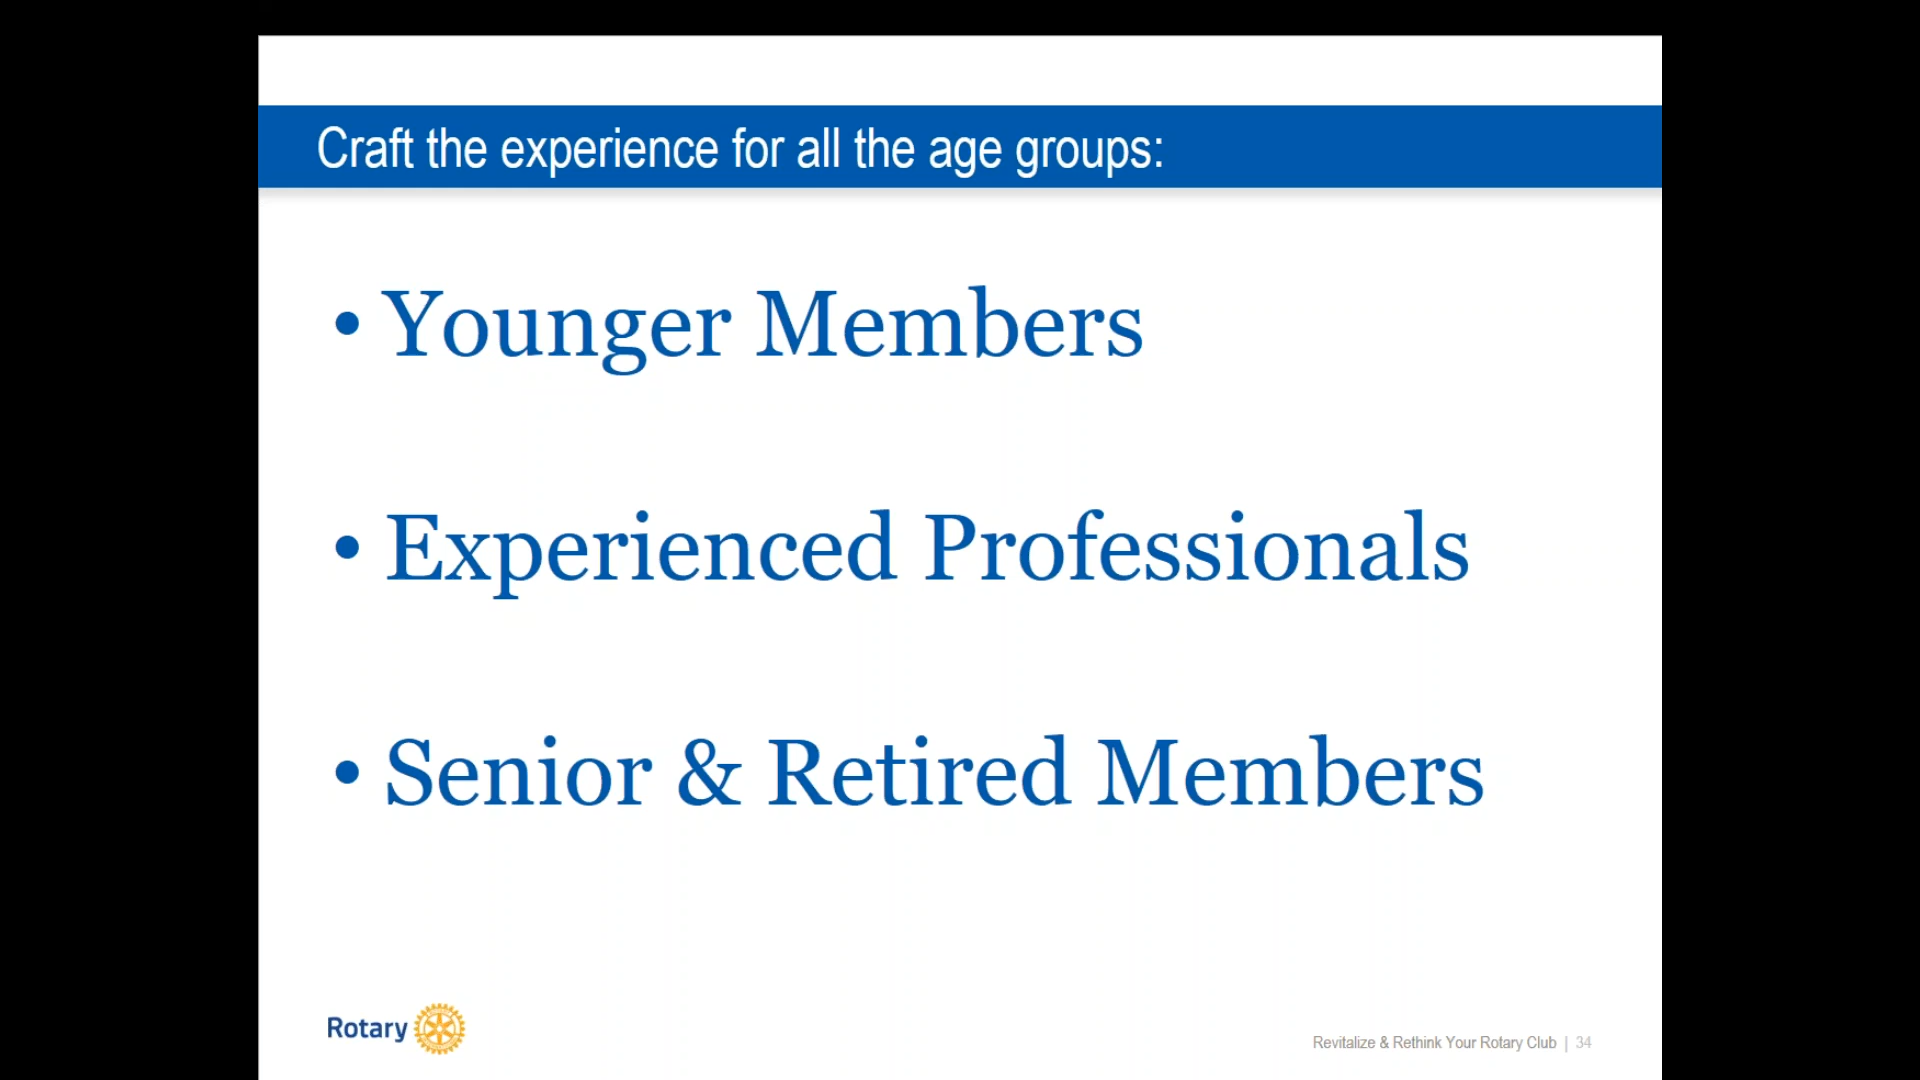 Craft the experience for all the age groups:
• Younger Members
• Experienced Professionals
• Senior & Retired Members
Rotary
Revitalize & Rethink Your Rotary Club | 34